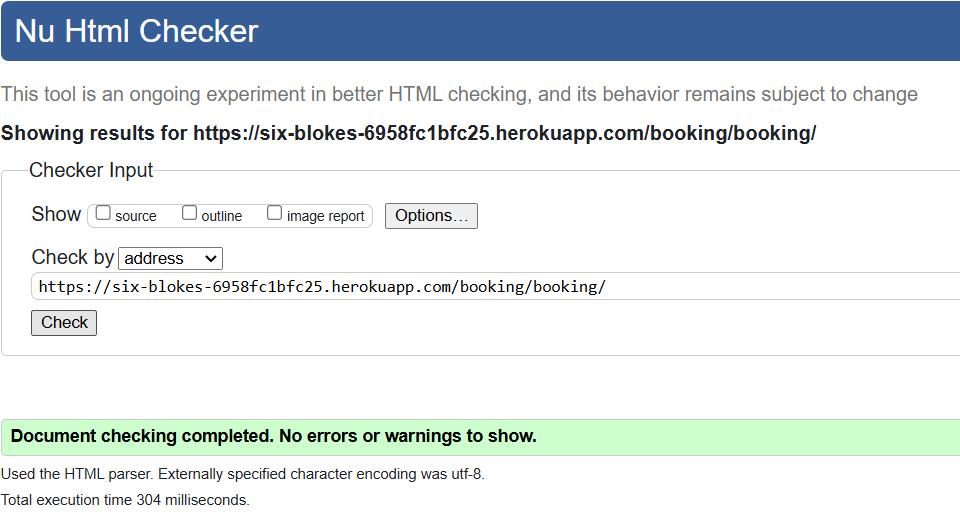 Nu Html Checker
This tool is an ongoing experiment in better HTML checking, and its behavior remains subject to change
Showing results for https://six-blokes-6958fc1bfc25.herokuapp.com/booking/booking/
Checker Input
Show source outline image report Options…
Check by address
https://six-blokes-6958fc1bfc25.herokuapp.com/booking/booking/
Check
Document checking completed. No errors or warnings to show.
Used the HTML parser. Externally specified character encoding was utf-8.
Total execution time 304 milliseconds.